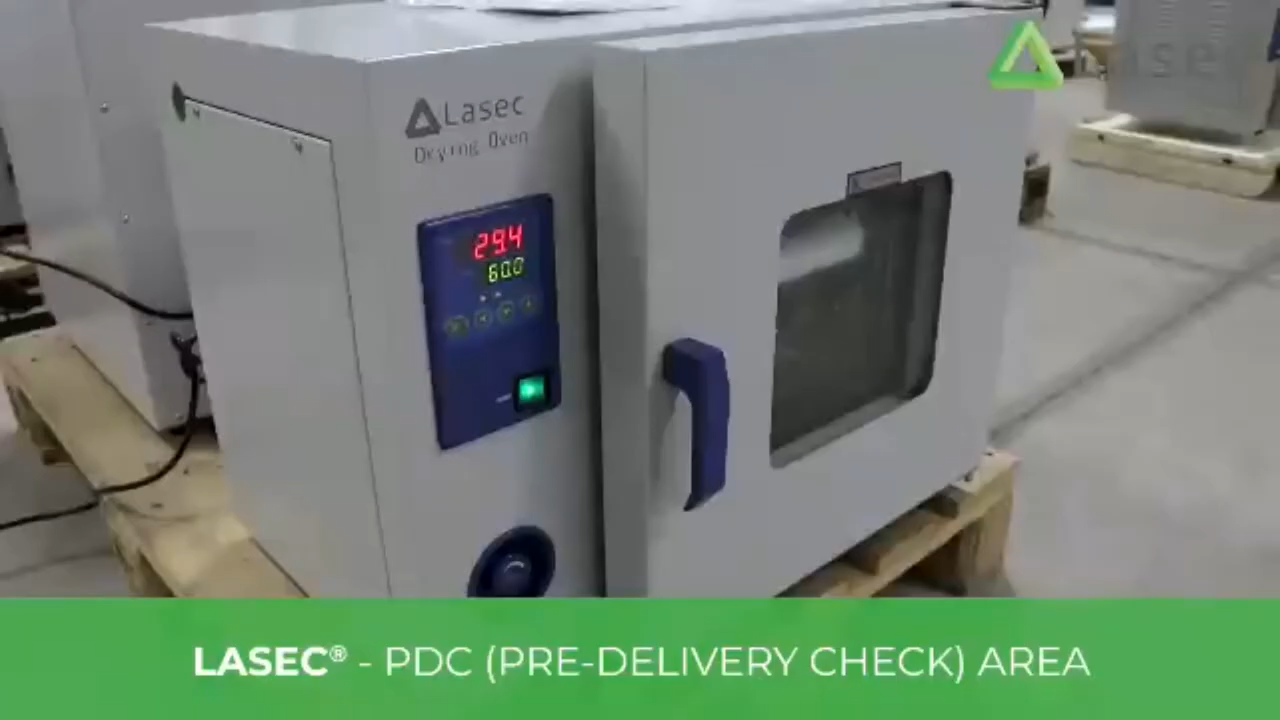 Lasec
Drying Oven
29.4
60.0
LASEC® - PDC (PRE-DELIVERY CHECK) AREA